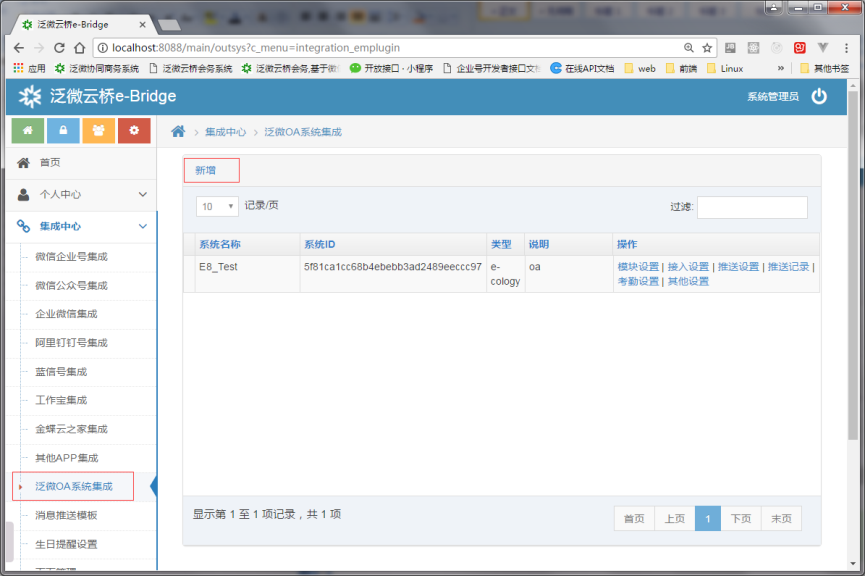 泛微云桥e-Bridge
localhost:8088/main/outsys?c_menu=integration_emplugin
应用 泛微协同商务系统 泛微云桥会务系统 泛微云桥会务,基于微 开放接口 · 小程序 企业号开发者接口文 在线API文档 web 前端 Linux » 其他书签
泛微云桥e-Bridge 系统管理员
集成中心 > 泛微OA系统集成
首页
个人中心
集成中心
微信企业号集成
微信公众号集成
企业微信集成
阿里钉钉号集成
蓝信号集成
工作宝集成
金蝶云之家集成
其他APP集成
泛微OA系统集成
消息推送模板
生日提醒设置
新增
10 记录/页 过滤:
系统名称 系统ID 类型 说明 操作
E8_Test 5f81ca1cc68b4ebebb3ad2489eeccc97 e-cology oa 模块设置 | 接入设置 | 推送设置 | 推送记录 |
考勤设置 | 其他设置
显示第 1 至 1 项记录，共 1 项
首页 上页 1 下页 末页